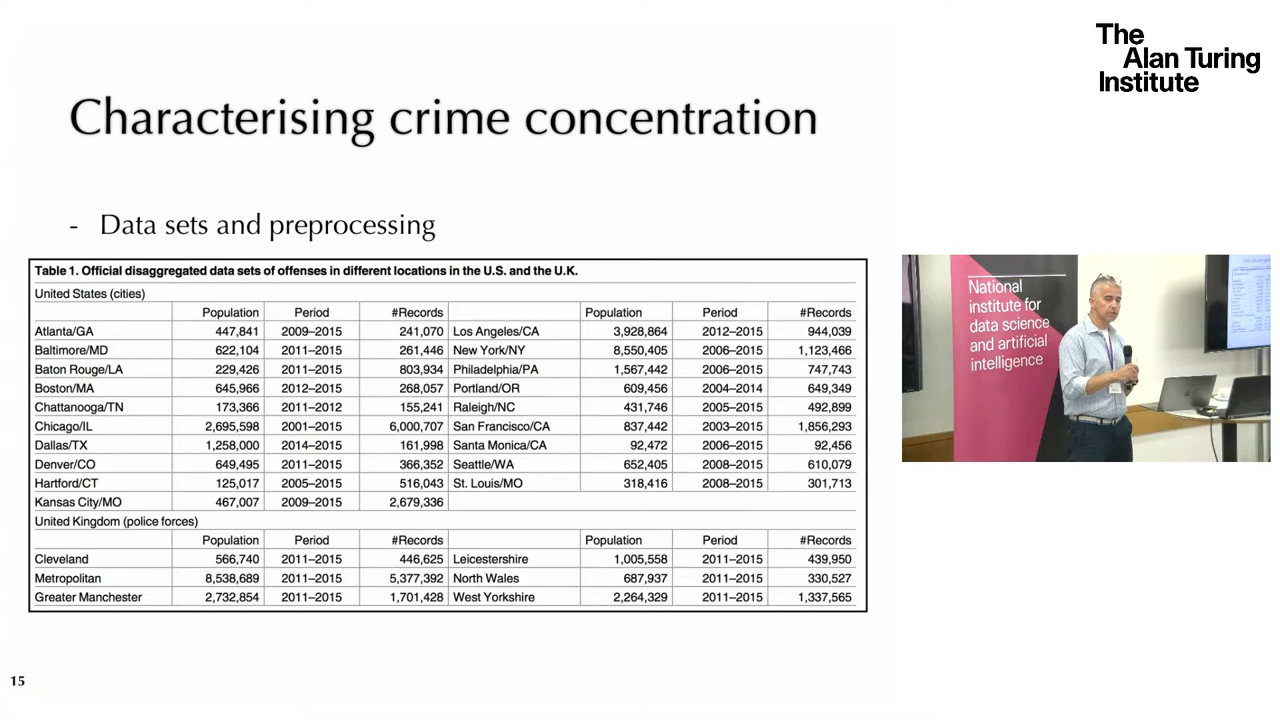 The
Alan Turing
Institute
Characterising crime concentration
- Data sets and preprocessing
Table 1. Official disaggregated data sets of offenses in different locations in the U.S. and the U.K.
United States (cities)
Population Period #Records Population Period #Records
Atlanta/GA 447,841 2009–2015 241,070 Los Angeles/CA 3,928,864 2012–2015 944,039
Baltimore/MD 622,104 2011–2015 261,446 New York/NY 8,550,405 2006–2015 1,123,466
Baton Rouge/LA 229,426 2011–2015 803,934 Philadelphia/PA 1,567,442 2006–2015 747,743
Boston/MA 645,966 2012–2015 268,057 Portland/OR 609,456 2004–2014 649,349
Chattanooga/TN 173,366 2011–2012 155,241 Raleigh/NC 431,746 2005–2015 492,899
Chicago/IL 2,695,598 2001–2015 6,000,707 San Francisco/CA 837,442 2003–2015 1,856,293
Dallas/TX 1,258,000 2014–2015 161,998 Santa Monica/CA 92,472 2006–2015 92,456
Denver/CO 649,495 2011–2015 366,352 Seattle/WA 652,405 2008–2015 610,079
Hartford/CT 125,017 2005–2015 516,043 St. Louis/MO 318,416 2008–2015 301,713
Kansas City/MO 467,007 2009–2015 2,679,336
United Kingdom (police forces)
Population Period #Records Population Period #Records
Cleveland 566,740 2011–2015 446,625 Leicestershire 1,005,558 2011–2015 439,950
Metropolitan 8,538,689 2011–2015 5,377,392 North Wales 687,937 2011–2015 330,527
Greater Manchester 2,732,854 2011–2015 1,701,428 West Yorkshire 2,264,329 2011–2015 1,337,565
National
institute for
data science
and artificial
intelligence
15